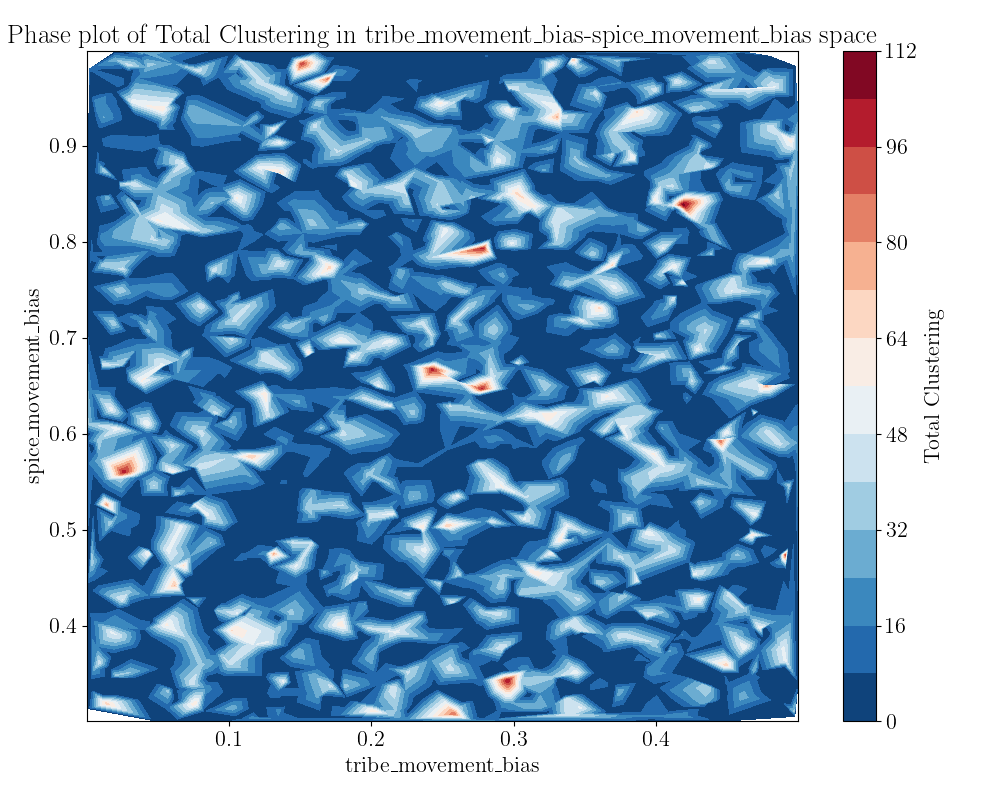 Phase plot of Total Clustering in tribe_movement_bias-spice_movement_bias space
112
96
80
64
48
32
16
0
Total Clustering
0.9
0.8
0.7
0.6
0.5
0.4
spice_movement_bias
0.1 0.2 0.3 0.4
tribe_movement_bias